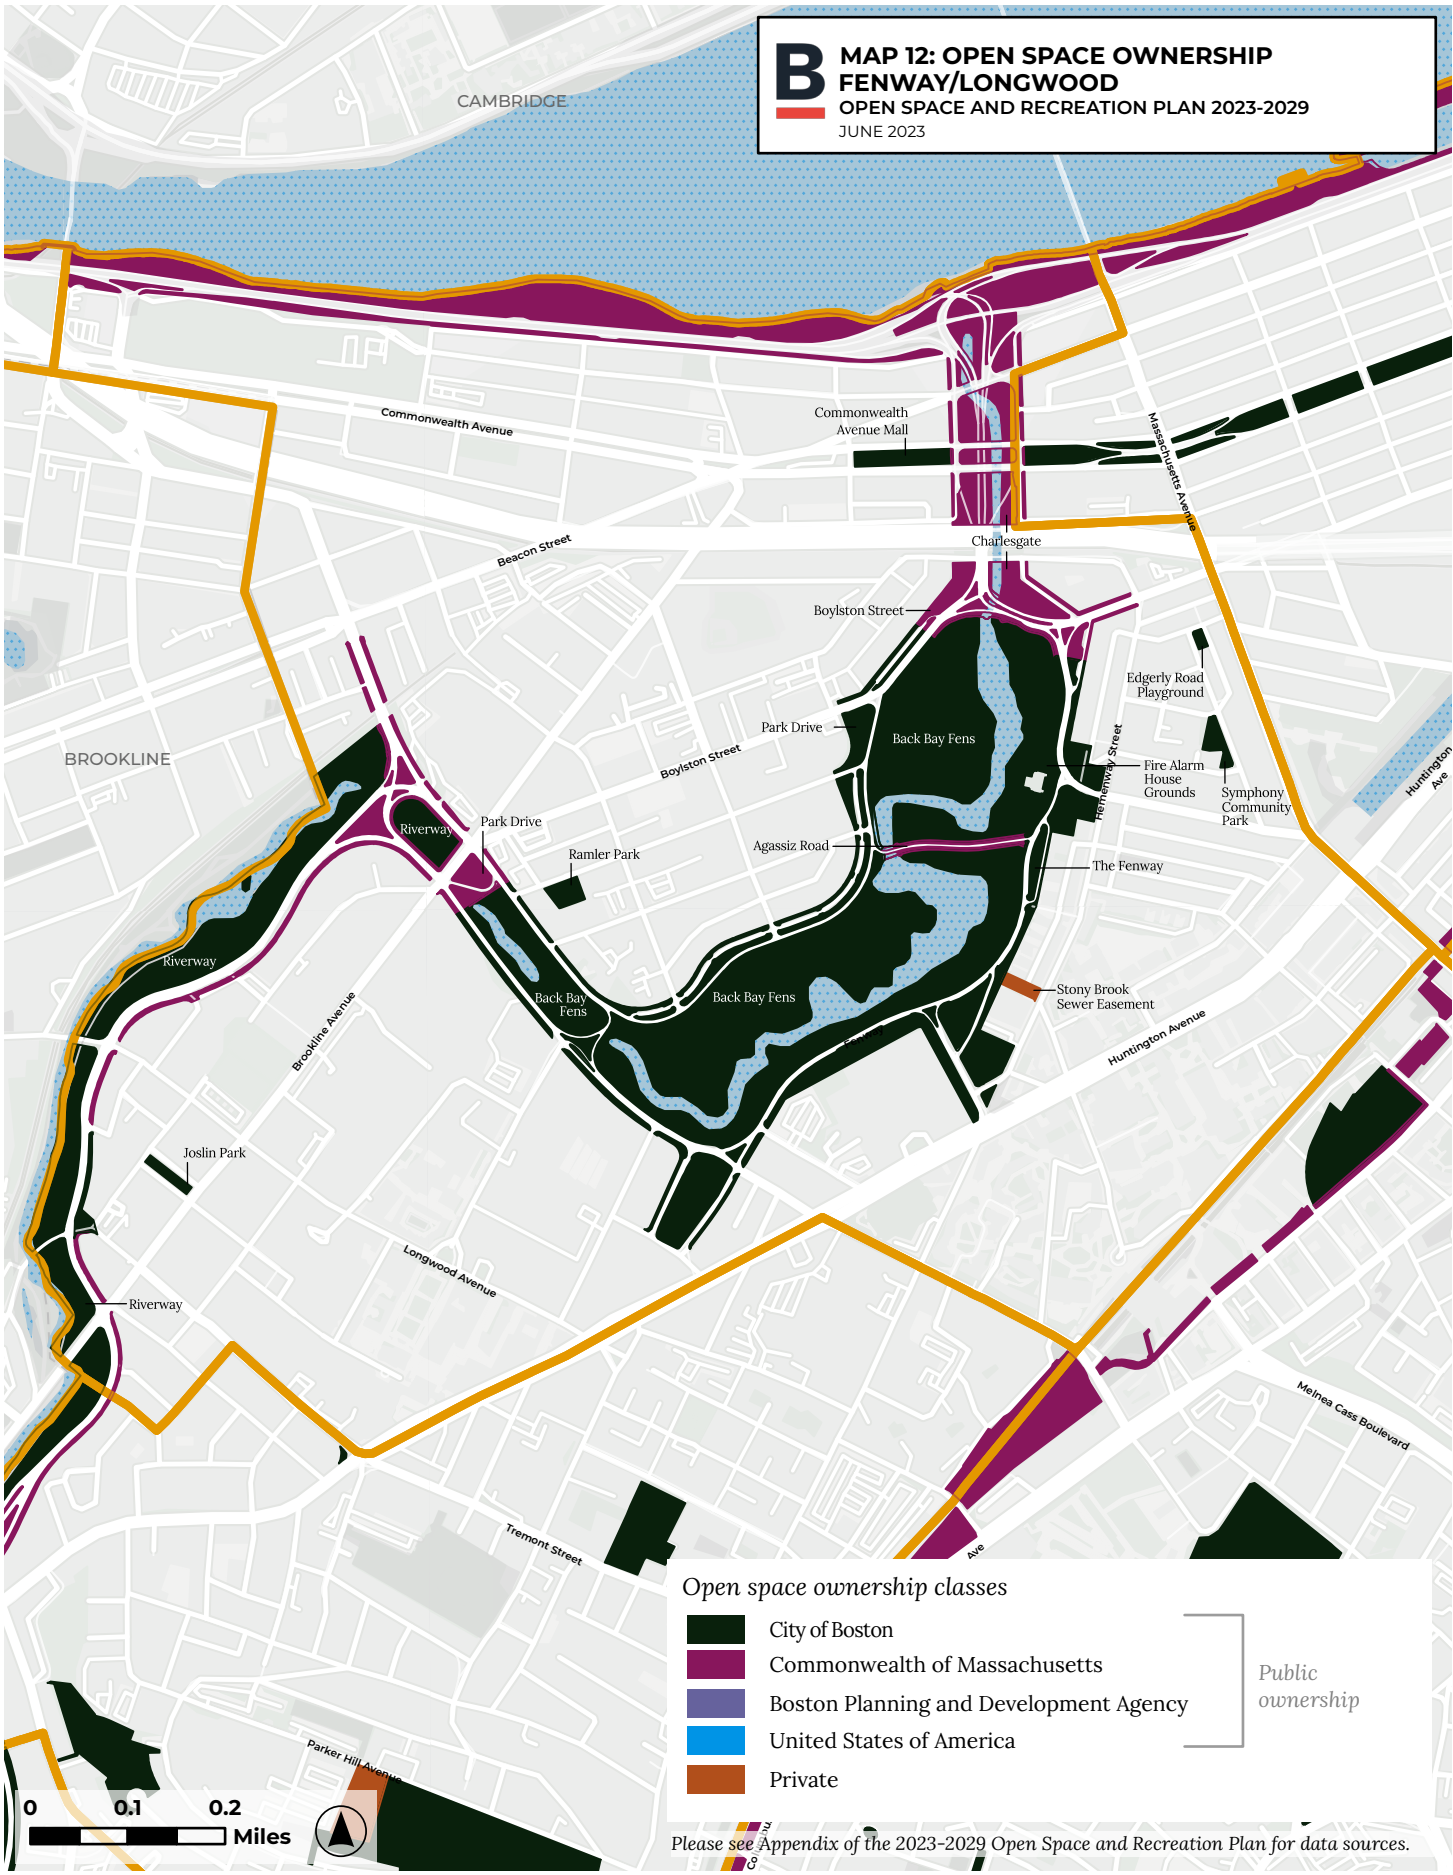 B
MAP 12: OPEN SPACE OWNERSHIP
FENWAY/LONGWOOD
OPEN SPACE AND RECREATION PLAN 2023-2029
JUNE 2023
CAMBRIDGE
Commonwealth Avenue
Commonwealth
Avenue Mall
Massachusetts Avenue
Beacon Street
Charlesgate
Boylston Street
Edgerly Road
Playground
Park Drive
Back Bay Fens
Boylston Street
Hemenway Street
Fire Alarm
House
Grounds
Symphony
Community
Park
Huntington
Ave
BROOKLINE
Riverway
Park Drive
Agassiz Road
Ramler Park
The Fenway
Riverway
Back Bay
Fens
Back Bay Fens
Stony Brook
Sewer Easement
Brookline Avenue
Fenway
Huntington Avenue
Joslin Park
Longwood Avenue
Riverway
Melnea Cass Boulevard
Tremont Street
Ave
Parker Hill Avenue
Open space ownership classes
City of Boston
Commonwealth of Massachusetts
Boston Planning and Development Agency
United States of America
Private
Public
ownership
0 0.1 0.2
Miles
Please see Appendix of the 2023-2029 Open Space and Recreation Plan for data sources.